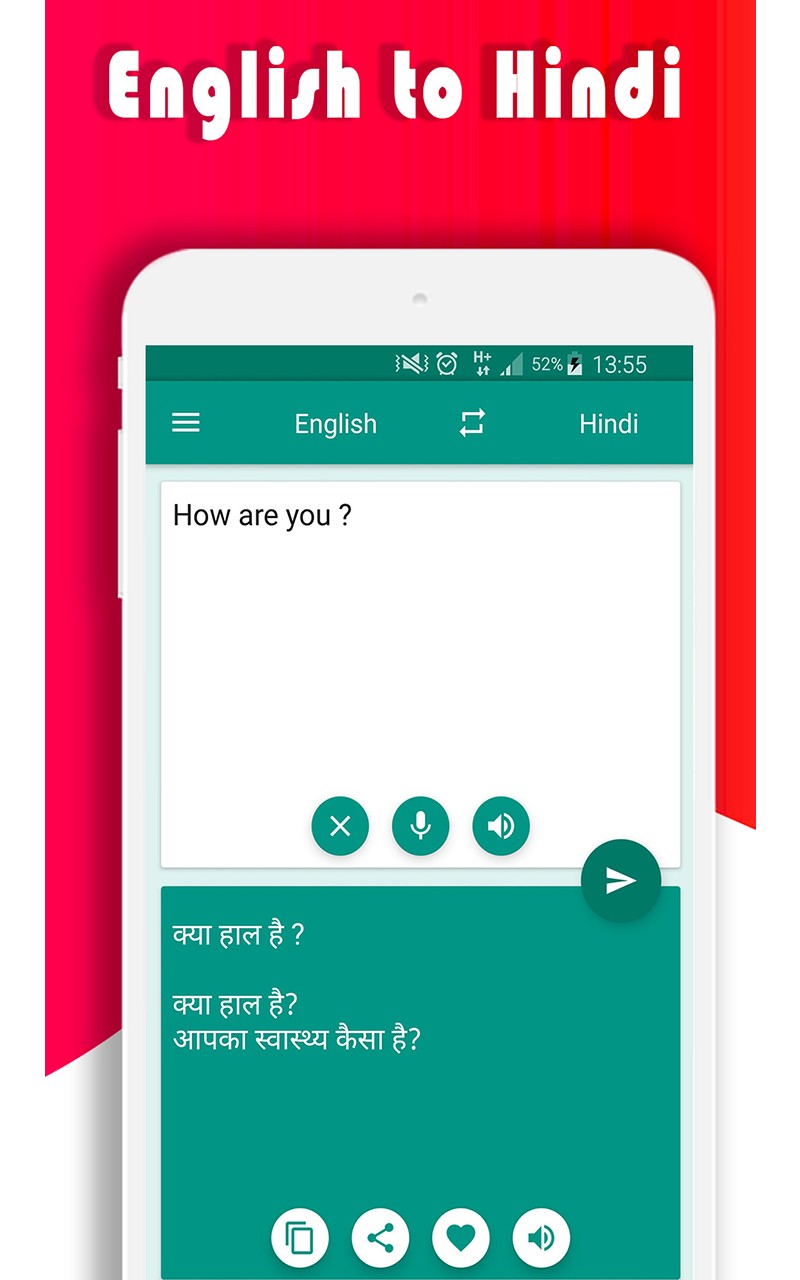 English to Hindi
H+ 52% 13:55
English Hindi
How are you ?
क्या हाल है ?
क्या हाल है?
आपका स्वास्थ्य कैसा है?